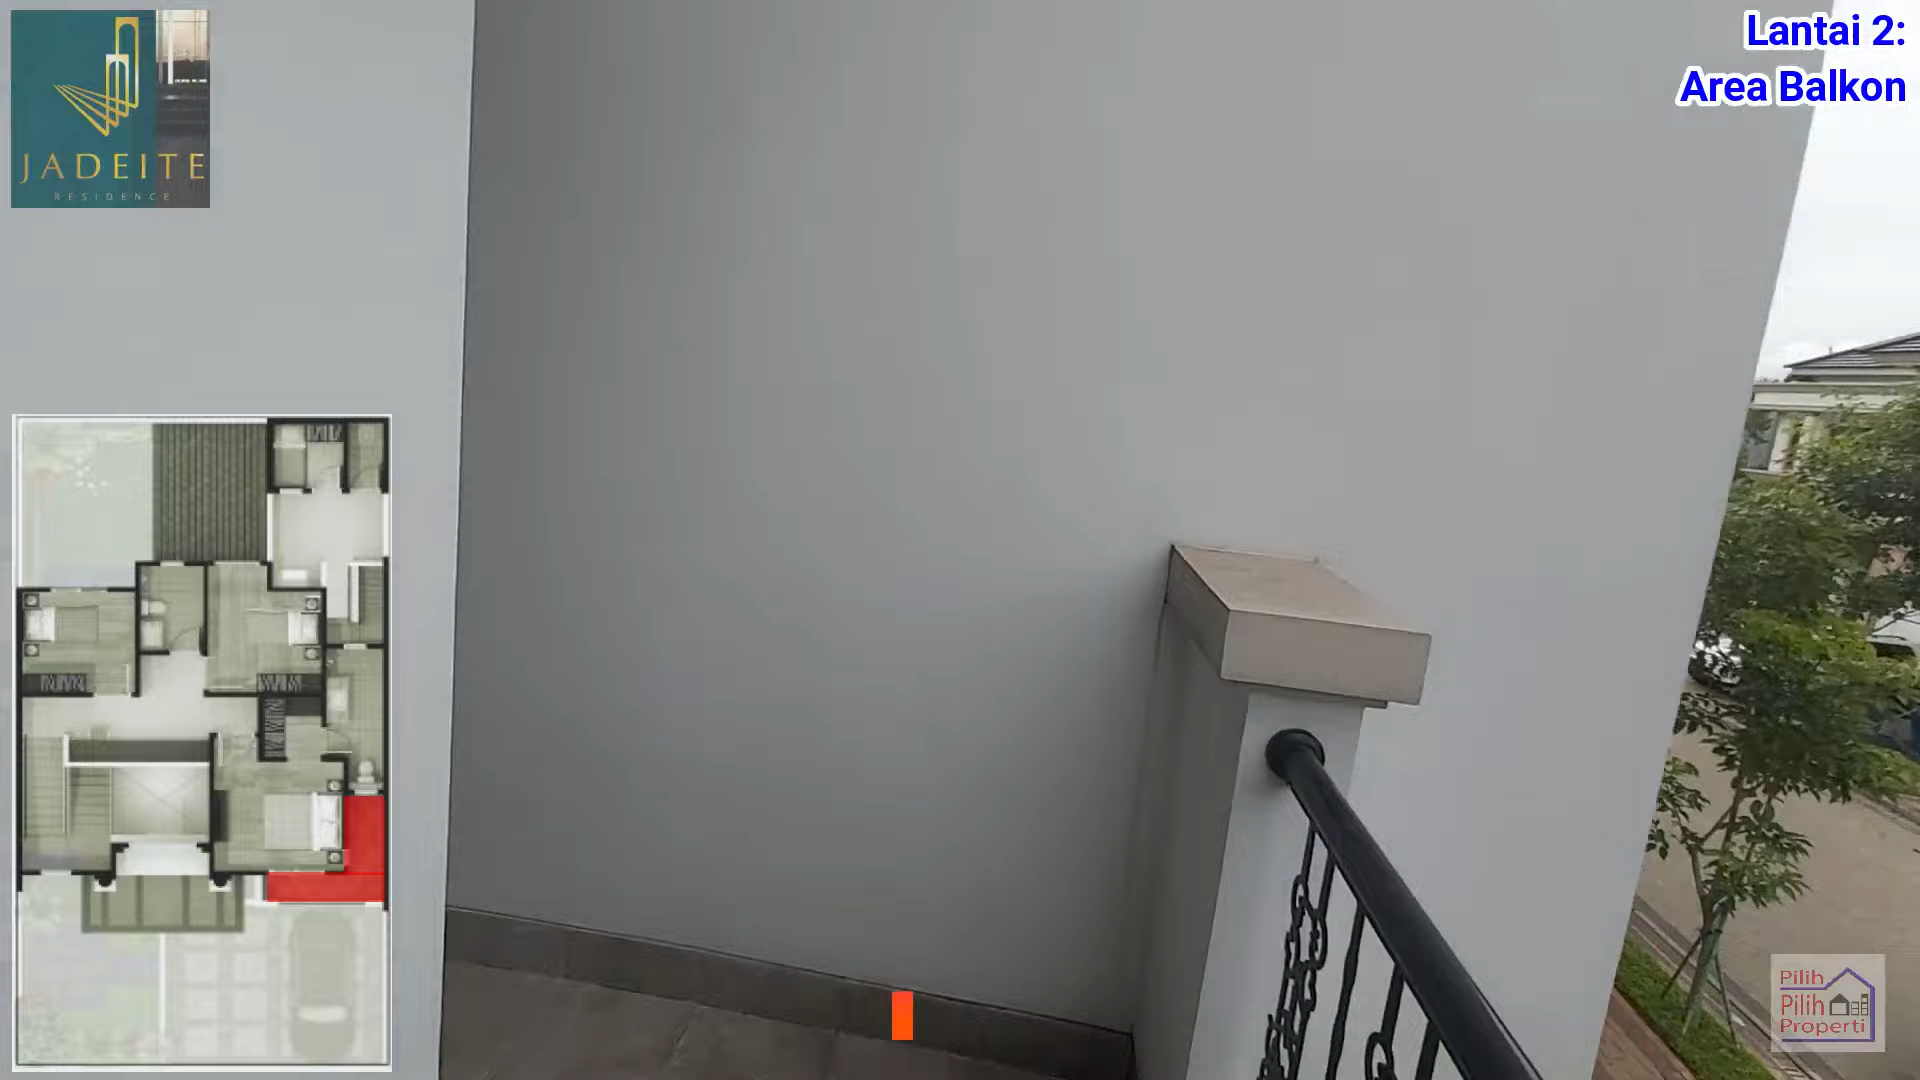 JADEITE
RESIDENCE
Lantai 2:
Area Balkon
Pilih
Pilih
Properti